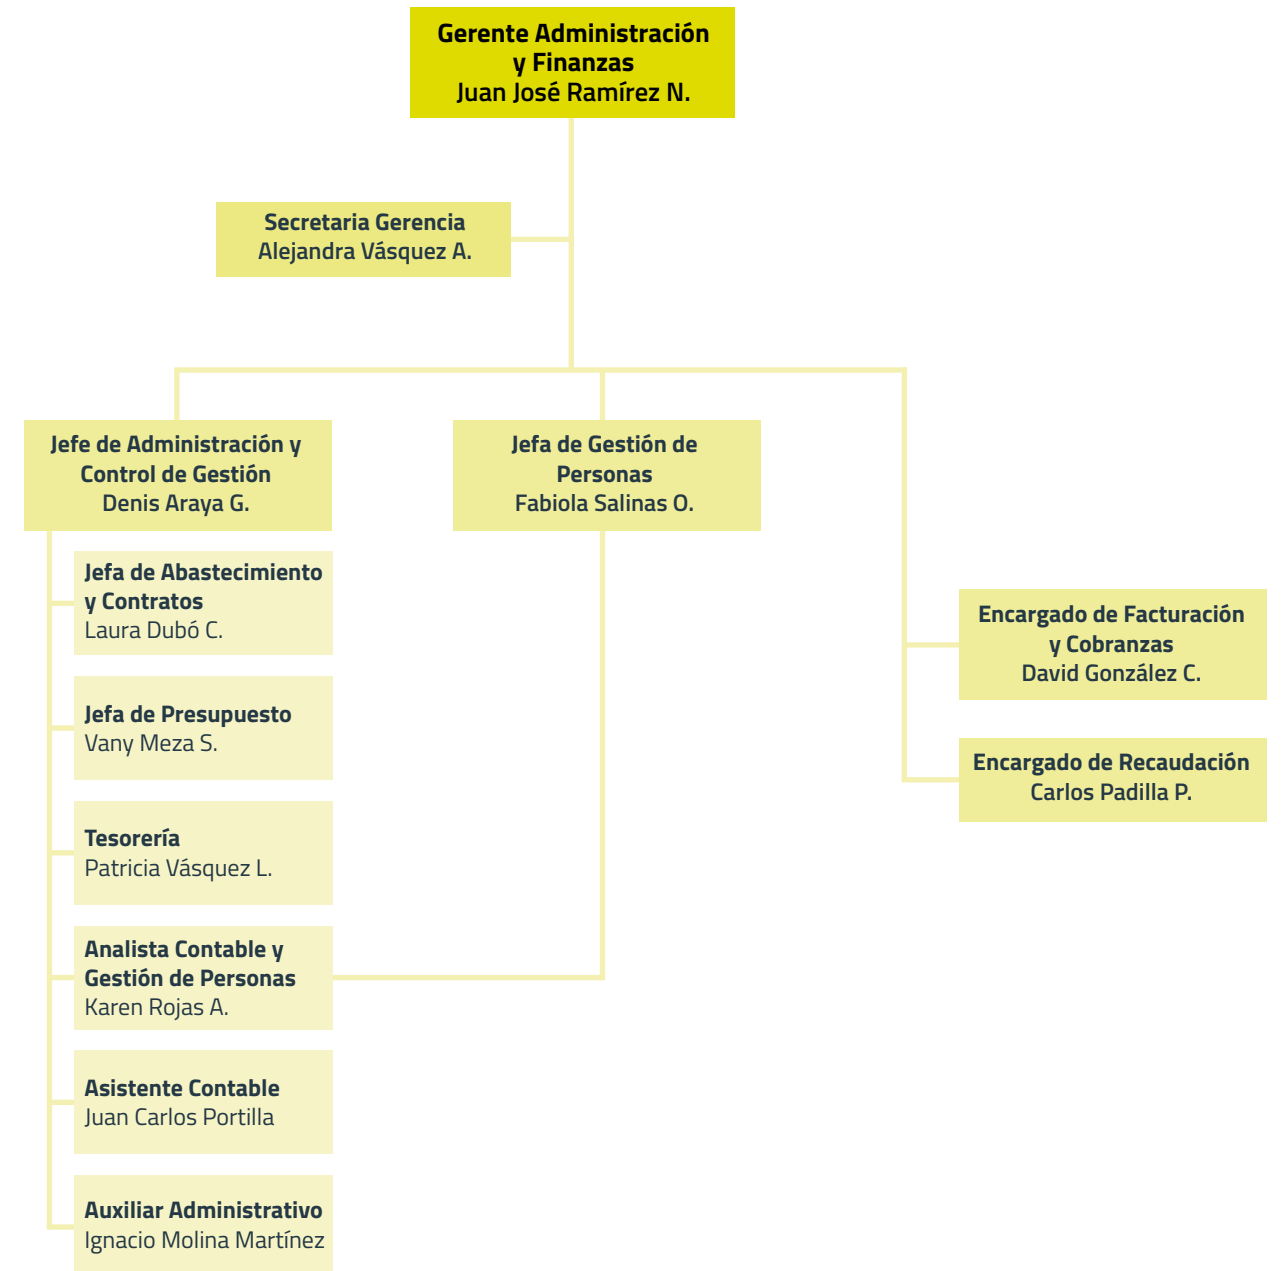 Gerente Administración
y Finanzas
Juan José Ramírez N.
Secretaria Gerencia
Alejandra Vásquez A.
Jefe de Administración y
Control de Gestión
Denis Araya G.
Jefa de Gestión de
Personas
Fabiola Salinas O.
Jefa de Abastecimiento
y Contratos
Laura Dubó C.
Jefa de Presupuesto
Vany Meza S.
Tesorería
Patricia Vásquez L.
Analista Contable y
Gestión de Personas
Karen Rojas A.
Asistente Contable
Juan Carlos Portilla
Auxiliar Administrativo
Ignacio Molina Martínez
Encargado de Facturación
y Cobranzas
David González C.
Encargado de Recaudación
Carlos Padilla P.